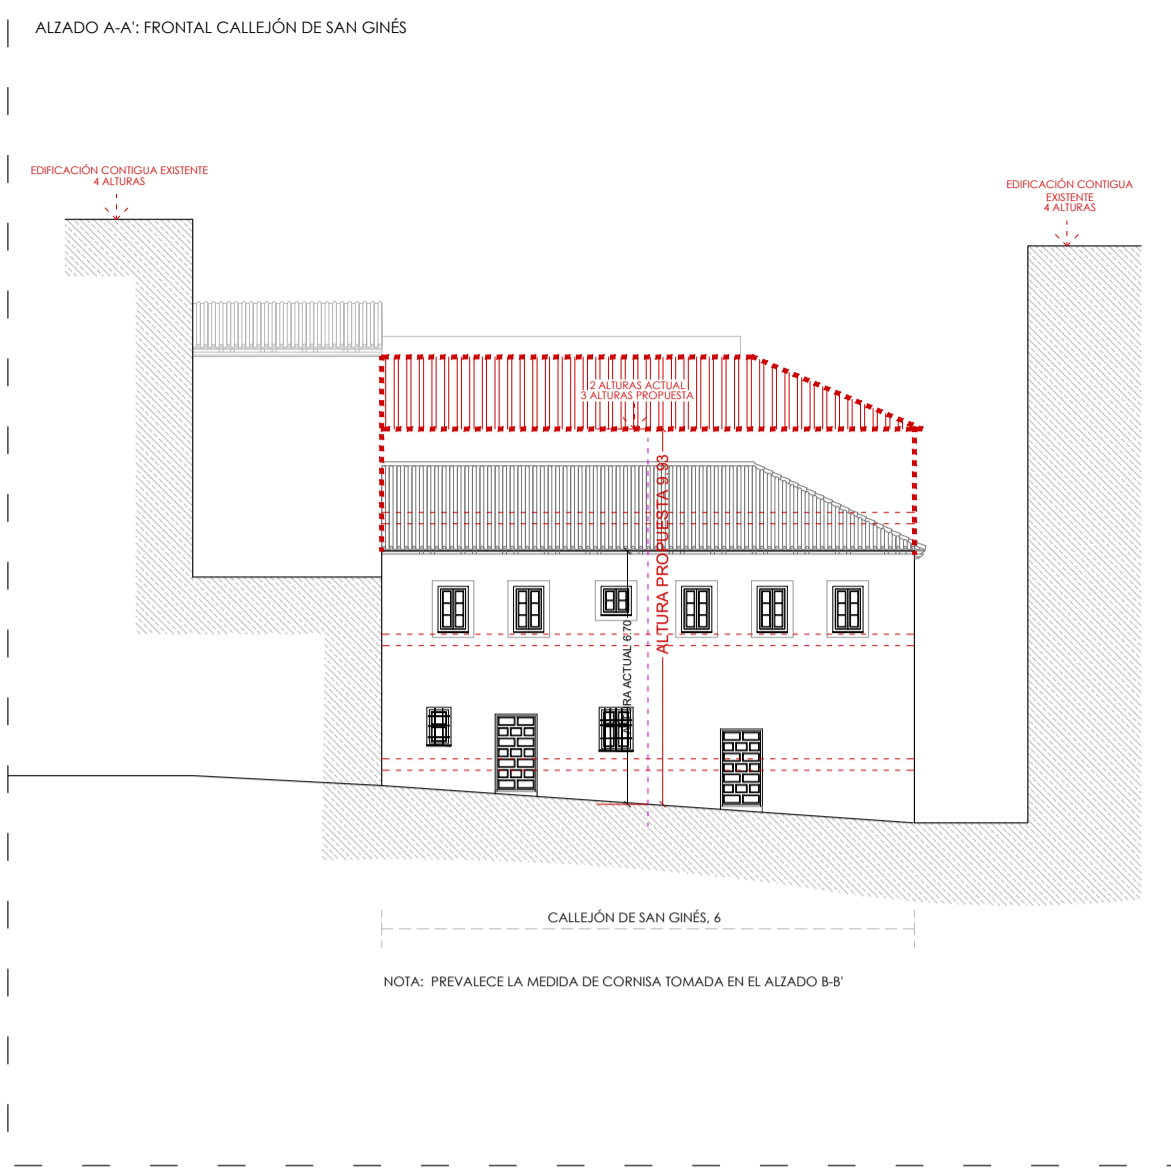 ALZADO A-A': FRONTAL CALLEJÓN DE SAN GINÉS
EDIFICACIÓN CONTIGUA EXISTENTE
4 ALTURAS
EDIFICACIÓN CONTIGUA
EXISTENTE
4 ALTURAS
2 ALTURAS ACTUAL
3 ALTURAS PROPUESTA
ALTURA PROPUESTA 9.93
ALTURA ACTUAL 6.70
CALLEJÓN DE SAN GINÉS, 6
NOTA: PREVALECE LA MEDIDA DE CORNISA TOMADA EN EL ALZADO B-B'